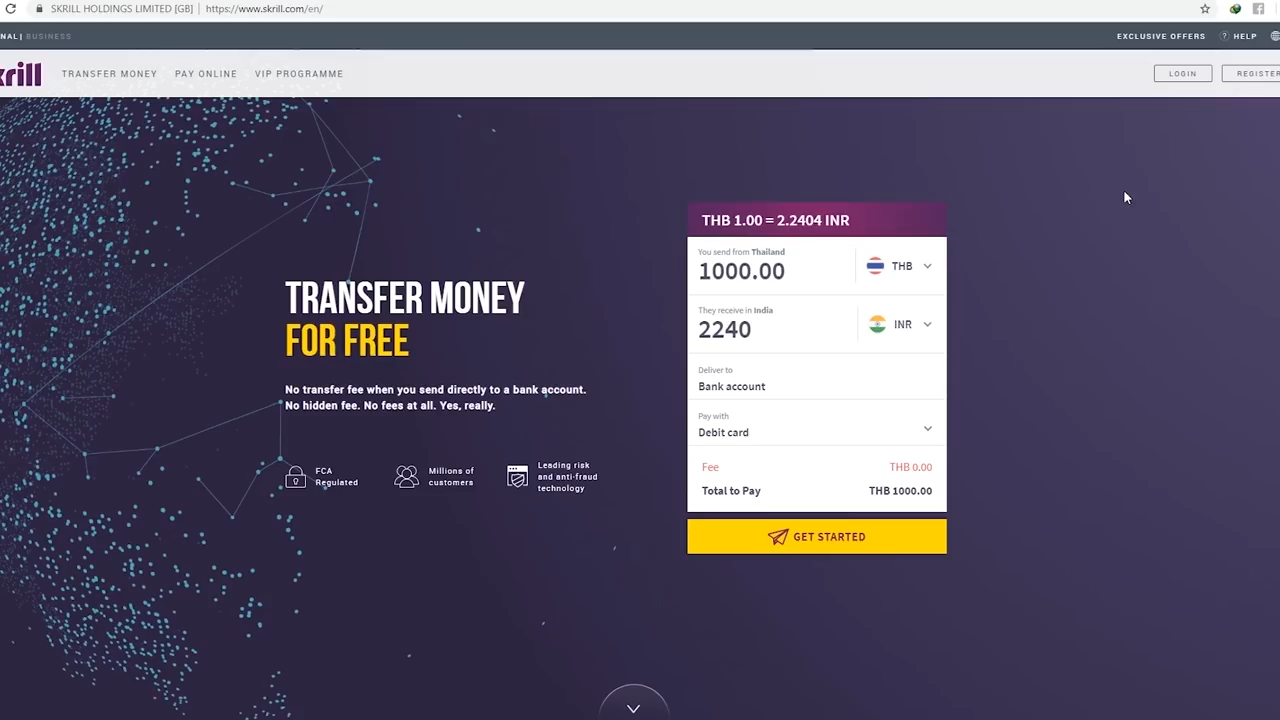 SKRILL HOLDINGS LIMITED [GB] | https://www.skrill.com/en/
NAL | BUSINESS
EXCLUSIVE OFFERS ? HELP
krill TRANSFER MONEY PAY ONLINE VIP PROGRAMME LOGIN REGISTER
THB 1.00 = 2.2404 INR
You send from Thailand
1000.00 THB
They receive in India
2240 INR
Deliver to
Bank account
Pay with
Debit card
Fee THB 0.00
Total to Pay THB 1000.00
GET STARTED
TRANSFER MONEY
FOR FREE
No transfer fee when you send directly to a bank account.
No hidden fee. No fees at all. Yes, really.
FCA
Regulated
Millions of
customers
Leading risk
and anti-fraud
technology